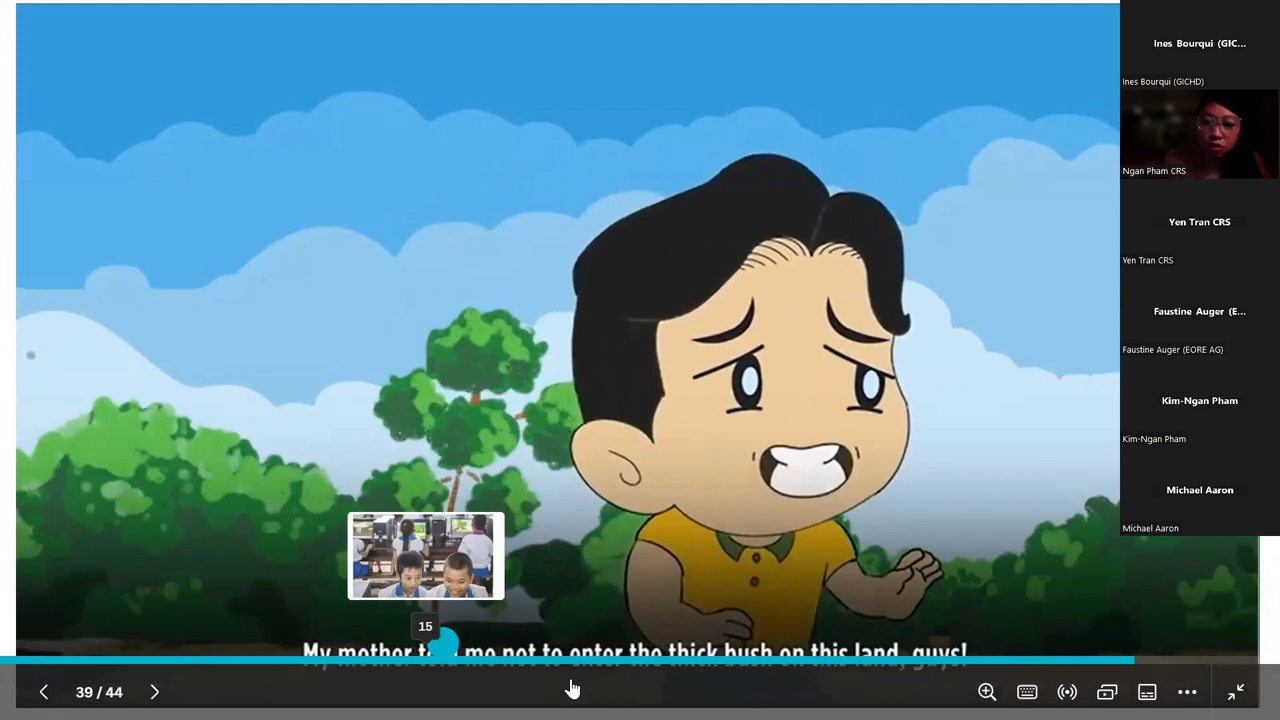 Ines Bourqui (GIC...
Ines Bourqui (GICHD)
Ngan Pham CRS
Yen Tran CRS
Yen Tran CRS
Faustine Auger (E...
Faustine Auger (EORE AG)
Kim-Ngan Pham
Kim-Ngan Pham
Michael Aaron
Michael Aaron
15
My mother told me not to enter the thick bush on this land, guys!
39 / 44